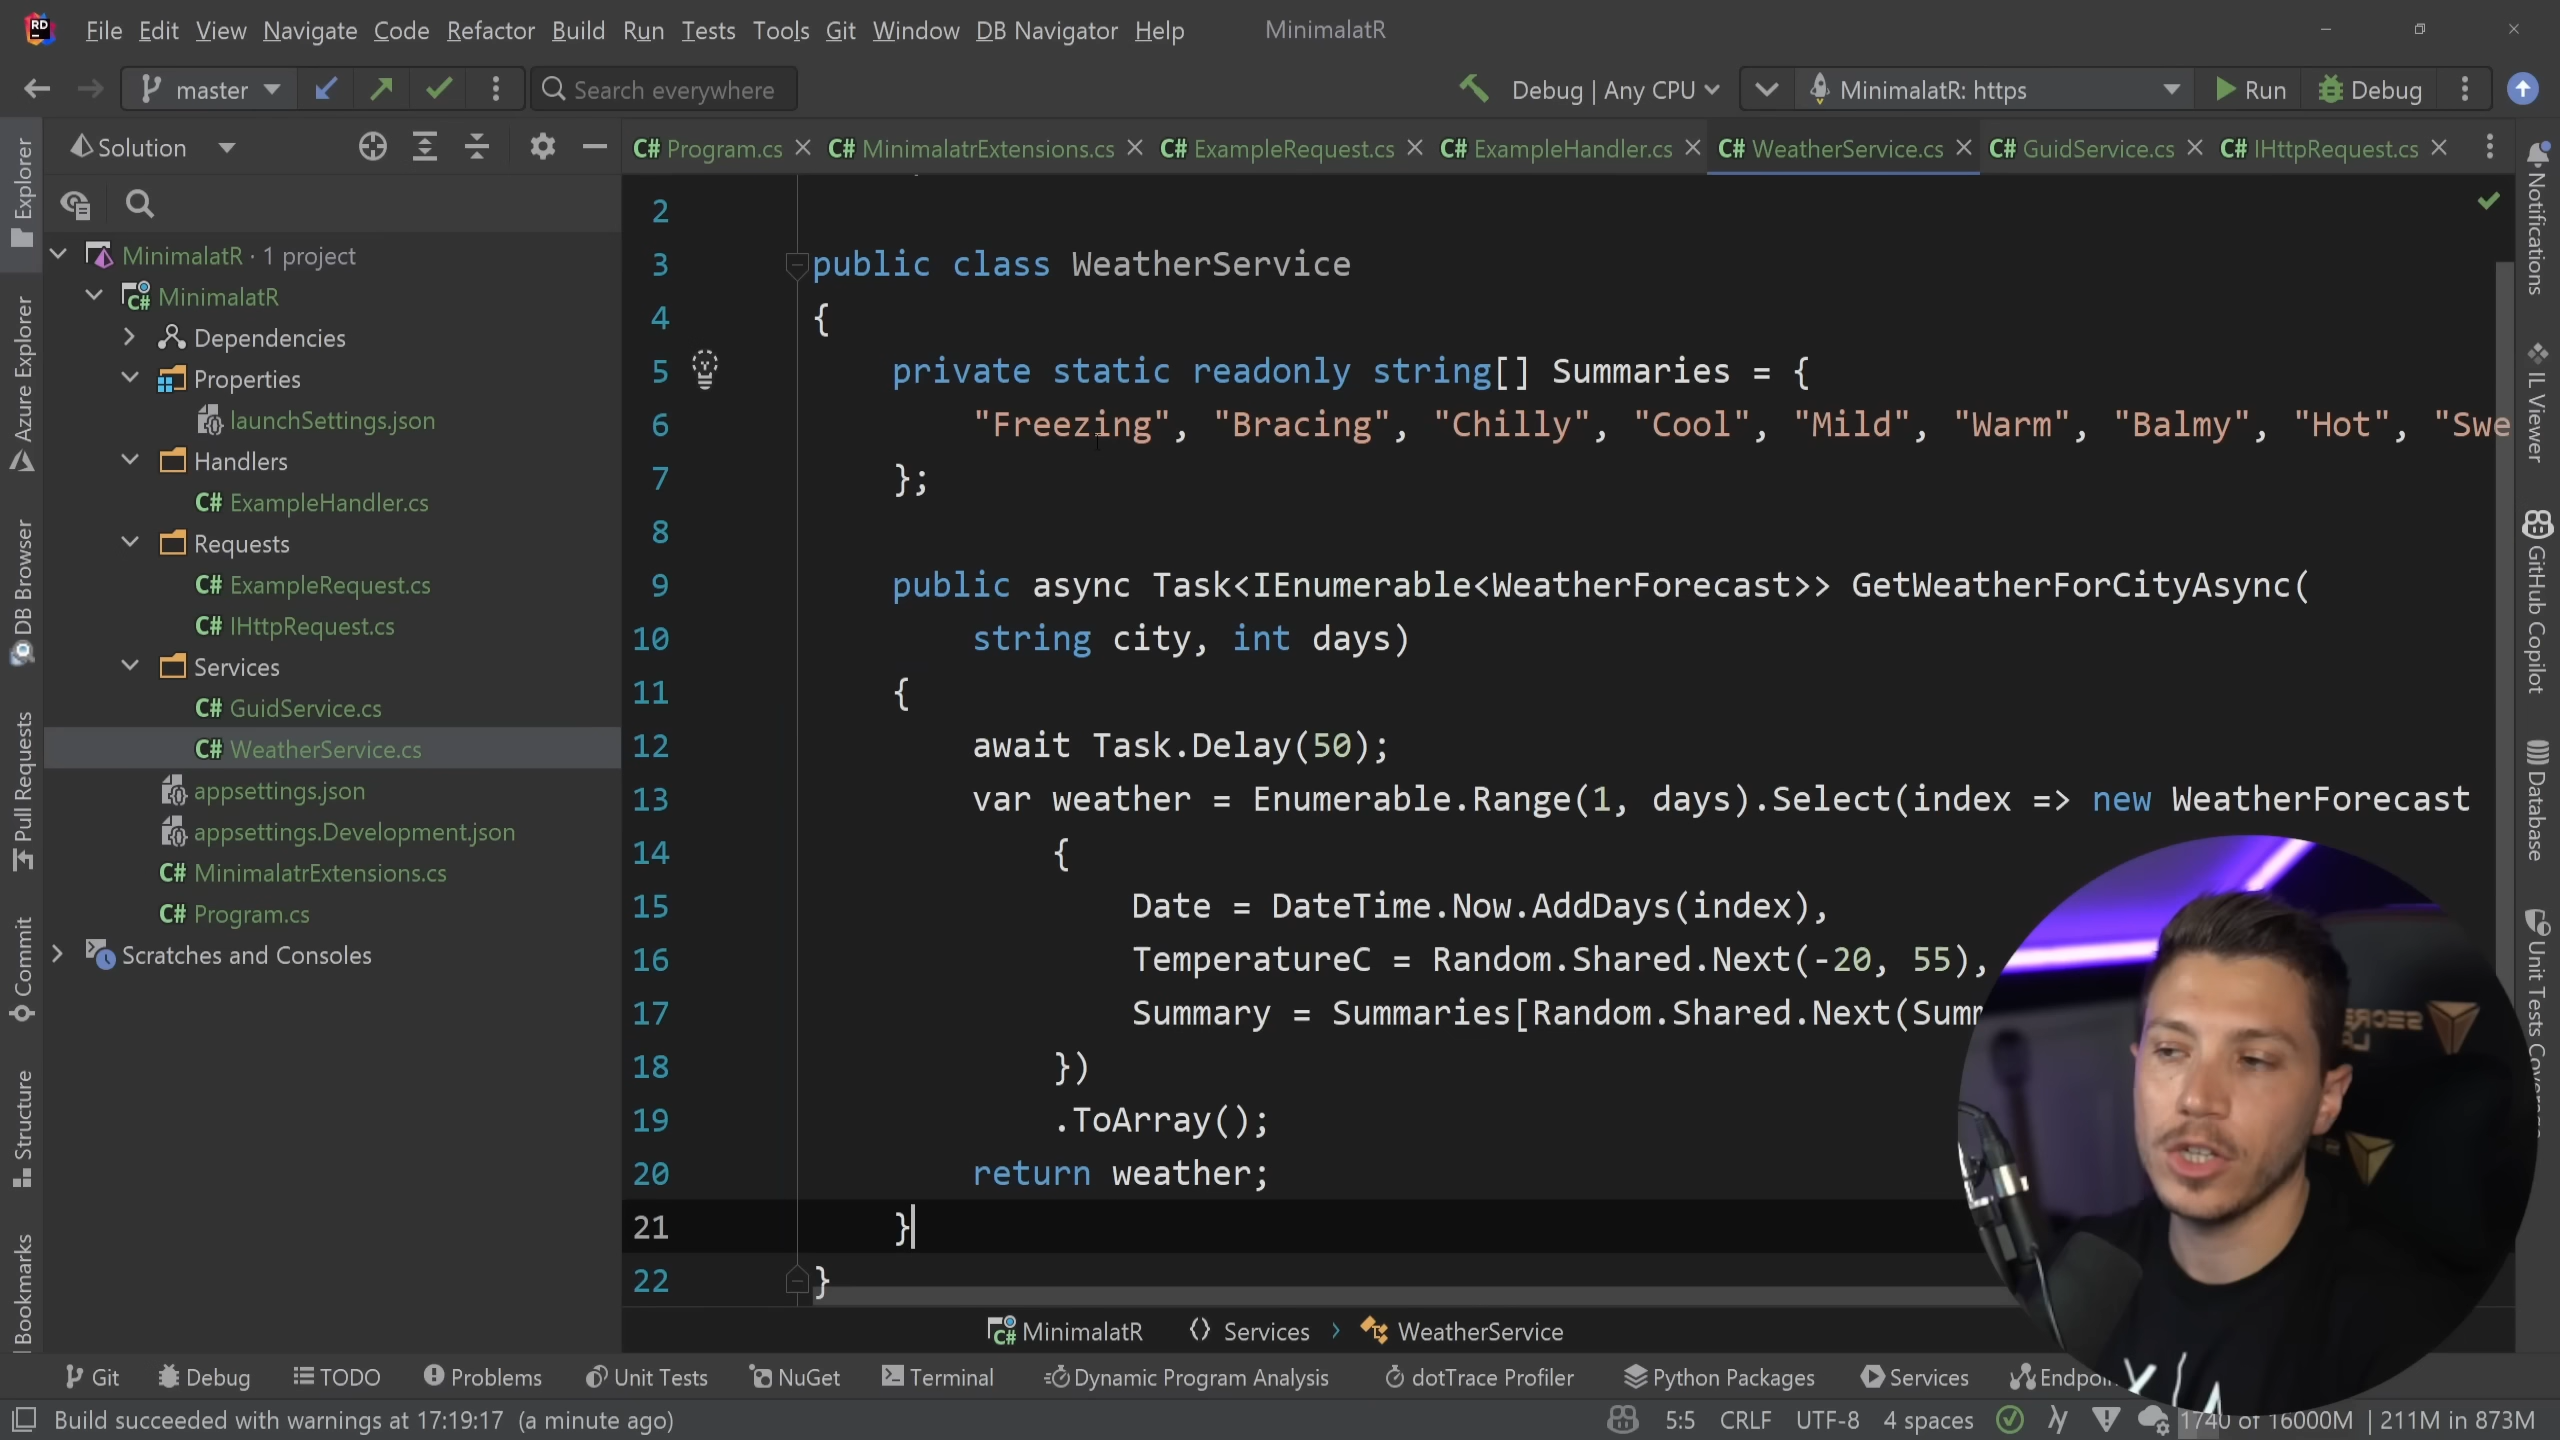 RD File Edit View Navigate Code Refactor Build Run Tests Tools Git Window DB Navigator Help MinimalatR
master Search everywhere Debug | Any CPU MinimalatR: https Run Debug
Solution
C# Program.cs C# MinimalatrExtensions.cs C# ExampleRequest.cs C# ExampleHandler.cs C# WeatherService.cs C# GuidService.cs C# IHttpRequest.cs
Explorer
Azure Explorer
DB Browser
Pull Requests
Commit
Structure
Bookmarks
MinimalatR · 1 project
C# MinimalatR
Dependencies
Properties
launchSettings.json
Handlers
C# ExampleHandler.cs
Requests
C# ExampleRequest.cs
C# IHttpRequest.cs
Services
C# GuidService.cs
C# WeatherService.cs
appsettings.json
appsettings.Development.json
C# MinimalatrExtensions.cs
C# Program.cs
Scratches and Consoles
2
3 public class WeatherService
4 {
5 private static readonly string[] Summaries = {
6 "Freezing", "Bracing", "Chilly", "Cool", "Mild", "Warm", "Balmy", "Hot", "Swe
7 };
8
9 public async Task<IEnumerable<WeatherForecast>> GetWeatherForCityAsync(
10 string city, int days)
11 {
12 await Task.Delay(50);
13 var weather = Enumerable.Range(1, days).Select(index => new WeatherForecast
14 {
15 Date = DateTime.Now.AddDays(index),
16 TemperatureC = Random.Shared.Next(-20, 55),
17 Summary = Summaries[Random.Shared.Next(Summ
18 })
19 .ToArray();
20 return weather;
21 }
22 }
Notifications
IL Viewer
GitHub Copilot
Database
Unit Tests Cover
C# MinimalatR Services WeatherService
Git Debug TODO Problems Unit Tests NuGet Terminal Dynamic Program Analysis dotTrace Profiler Python Packages Services Endpoi
Build succeeded with warnings at 17:19:17 (a minute ago) 5:5 CRLF UTF-8 4 spaces 1740 of 16000M | 211M in 873M